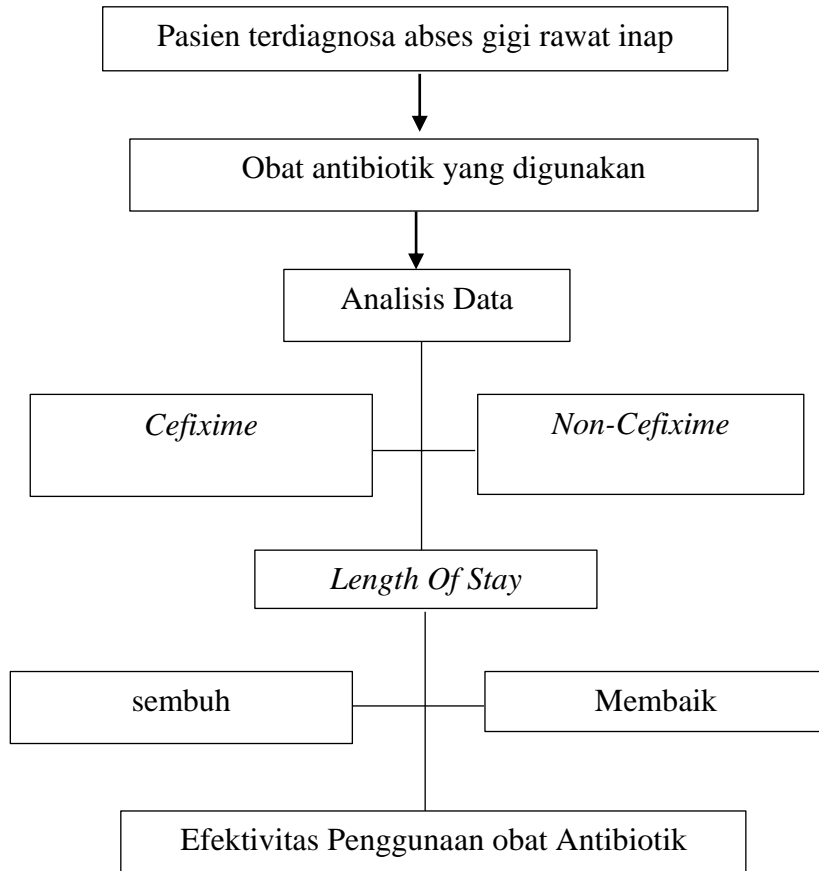 Pasien terdiagnosa abses gigi rawat inap
Obat antibiotik yang digunakan
Analisis Data
Cefixime
Non-Cefixime
Length Of Stay
sembuh
Membaik
Efektivitas Penggunaan obat Antibiotik